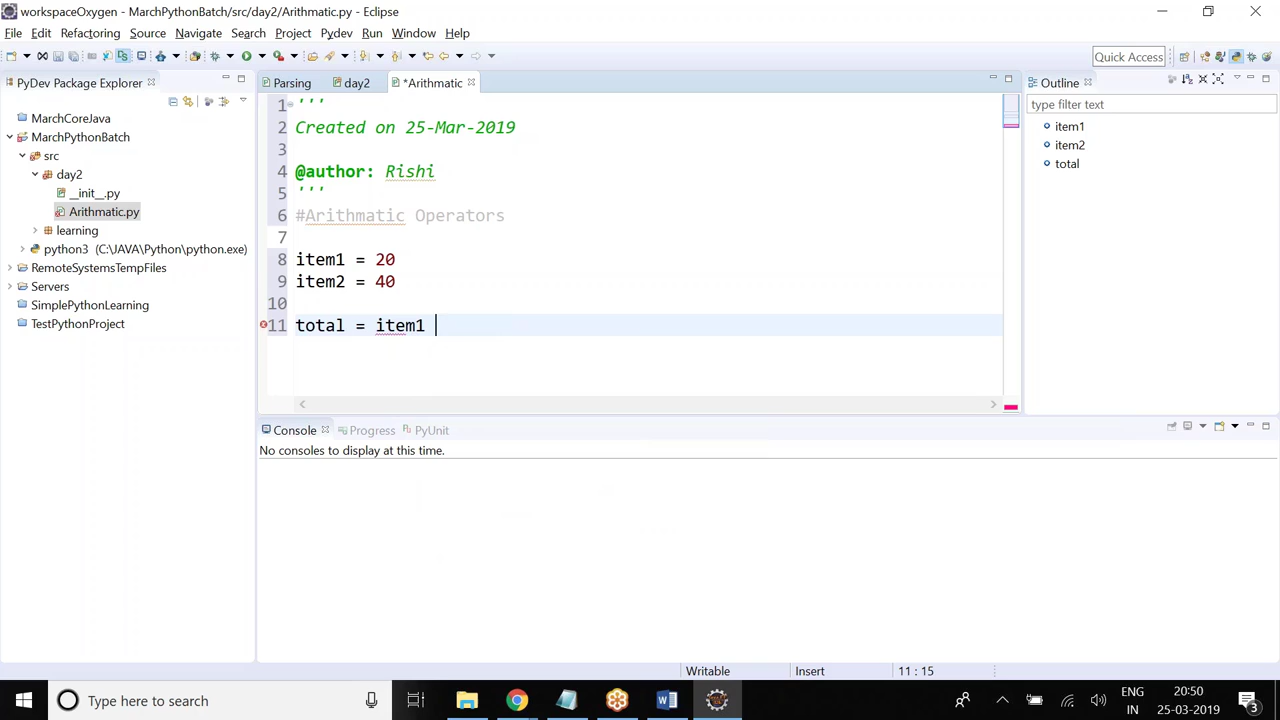 workspaceOxygen - MarchPythonBatch/src/day2/Arithmatic.py - Eclipse
File Edit Refactoring Source Navigate Search Project Pydev Run Window Help
Quick Access
PyDev Package Explorer
MarchCoreJava
MarchPythonBatch
src
day2
__init__.py
Arithmatic.py
learning
python3 (C:\JAVA\Python\python.exe)
RemoteSystemsTempFiles
Servers
SimplePythonLearning
TestPythonProject
Parsing day2 *Arithmatic
1 '''
2 Created on 25-Mar-2019
3
4 @author: Rishi
5 '''
6 #Arithmatic Operators
7
8 item1 = 20
9 item2 = 40
10
11 total = item1
Outline
type filter text
item1
item2
total
Console Progress PyUnit
No consoles to display at this time.
Writable Insert 11 : 15
Type here to search
ENG
IN
20:50
25-03-2019
3